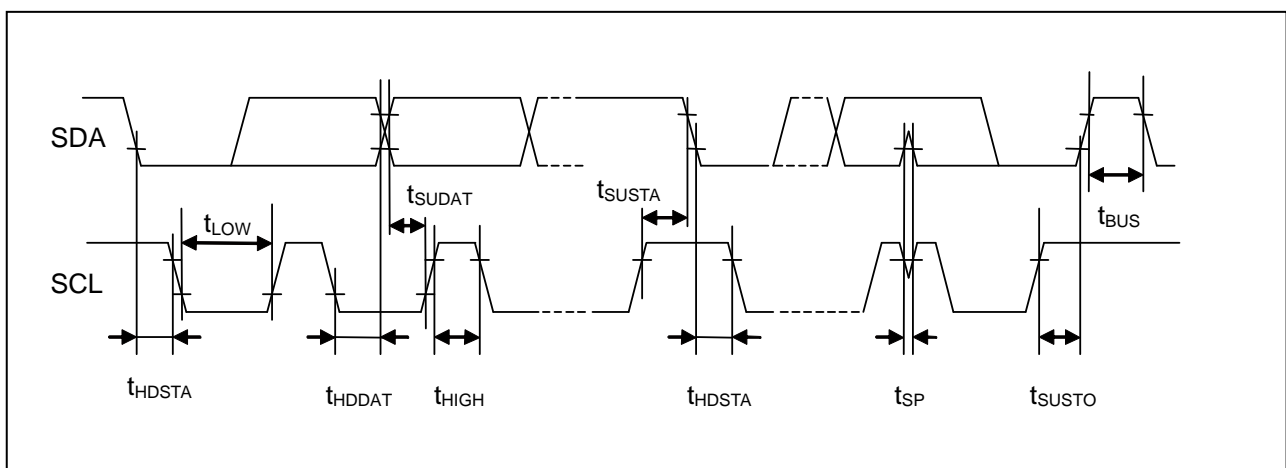 SDA
tSUDAT
tSUSTA
tLOW
tBUS
SCL
tHDSTA
tHDDAT
tHIGH
tHDSTA
tSP
tSUSTO